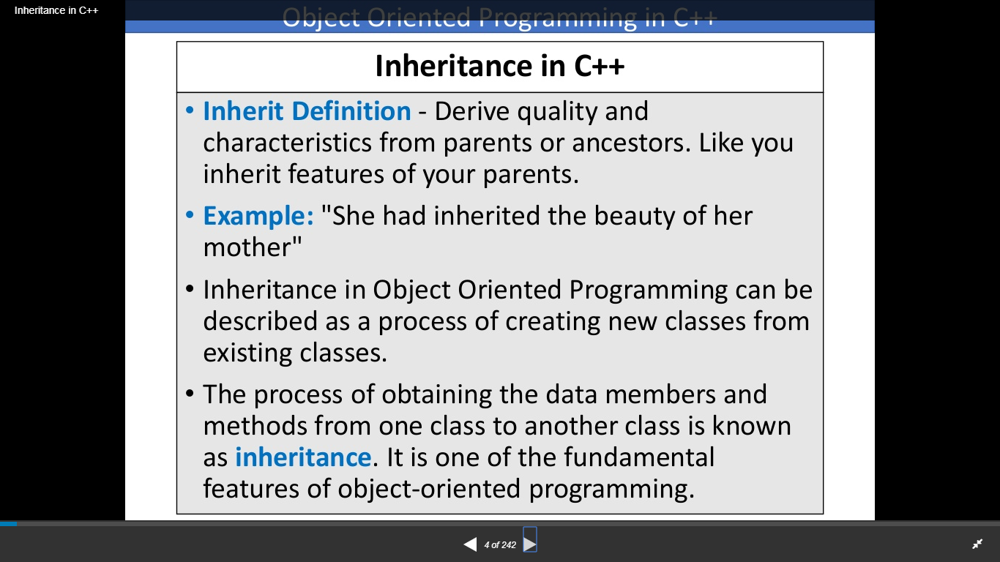 Inheritance in C++
Object Oriented Programming in C++
Inheritance in C++
• Inherit Definition - Derive quality and
characteristics from parents or ancestors. Like you
inherit features of your parents.
• Example: "She had inherited the beauty of her
mother"
• Inheritance in Object Oriented Programming can be
described as a process of creating new classes from
existing classes.
• The process of obtaining the data members and
methods from one class to another class is known
as inheritance. It is one of the fundamental
features of object-oriented programming.
4 of 242